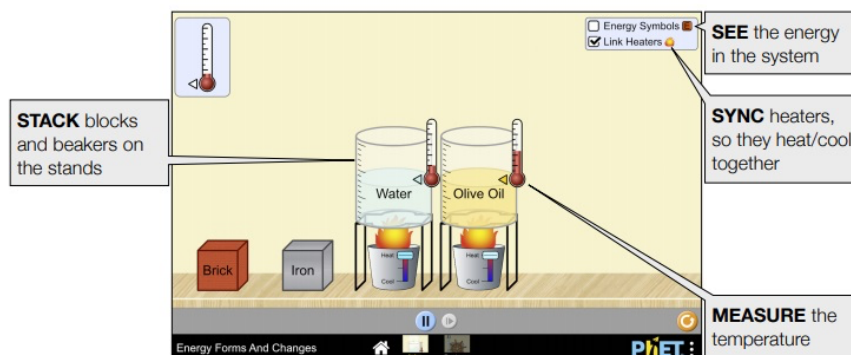 Energy Symbols
Link Heaters
SEE the energy
in the system
SYNC heaters,
so they heat/cool
together
STACK blocks
and beakers on
the stands
Water
Olive Oil
Brick
Iron
Heat
Cool
Heat
Cool
MEASURE the
temperature
Energy Forms And Changes
PhET